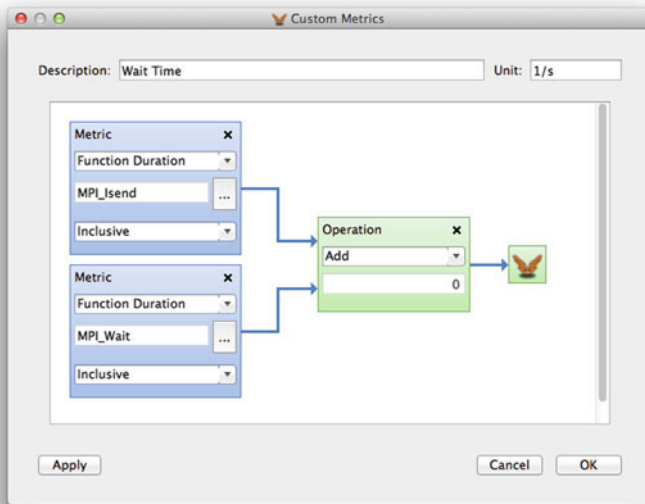 Custom Metrics
Description: Wait Time Unit: 1/s
Metric ×
Function Duration
MPI_Isend ...
Inclusive
Operation ×
Add
0
Metric ×
Function Duration
MPI_Wait ...
Inclusive
Apply Cancel OK